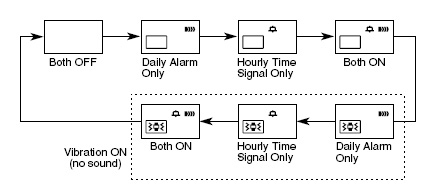 Both OFF
Daily Alarm
Only
Hourly Time
Signal Only
Both ON
Vibration ON
(no sound)
Both ON
Hourly Time
Signal Only
Daily Alarm
Only